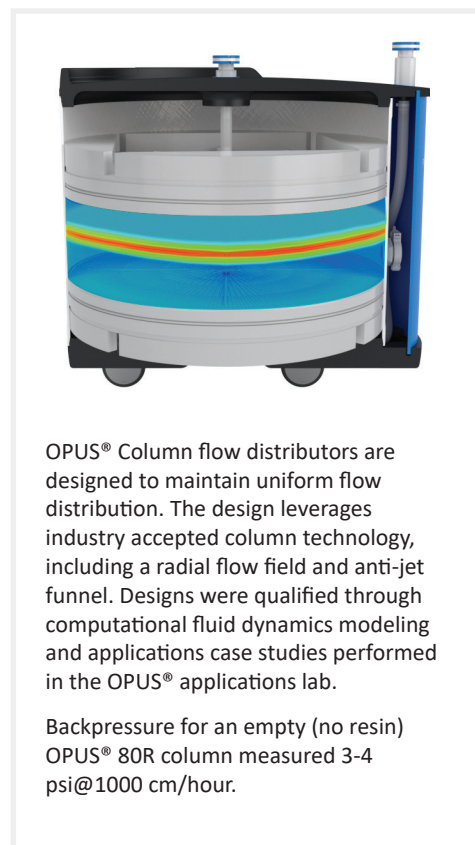 OPUS® Column flow distributors are
designed to maintain uniform flow
distribution. The design leverages
industry accepted column technology,
including a radial flow field and anti-jet
funnel. Designs were qualified through
computational fluid dynamics modeling
and applications case studies performed
in the OPUS® applications lab.
Backpressure for an empty (no resin)
OPUS® 80R column measured 3-4
psi@1000 cm/hour.